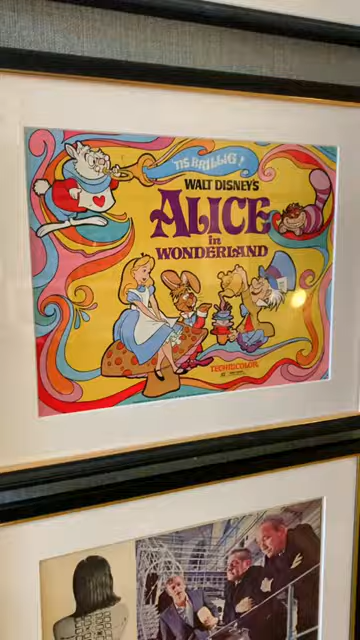 'TIS BRILLIG!
WALT DISNEY'S
ALICE
in
WONDERLAND
TECHNICOLOR